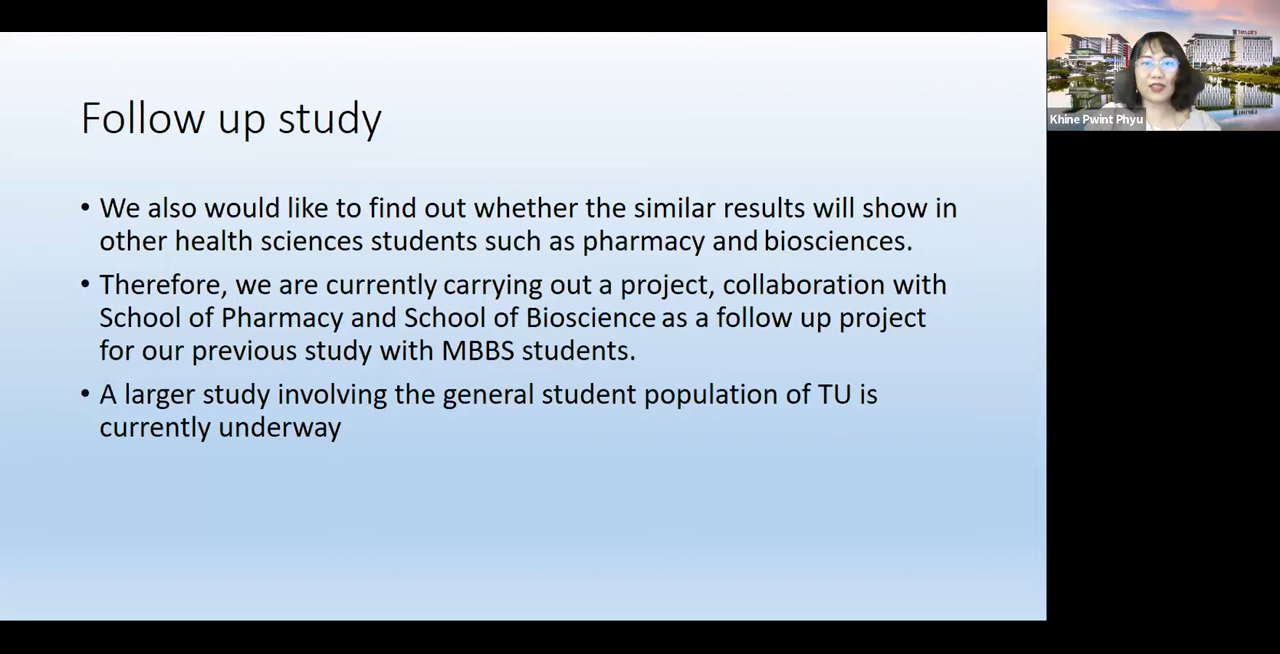 Follow up study
• We also would like to find out whether the similar results will show in
other health sciences students such as pharmacy and biosciences.
• Therefore, we are currently carrying out a project, collaboration with
School of Pharmacy and School of Bioscience as a follow up project
for our previous study with MBBS students.
• A larger study involving the general student population of TU is
currently underway
TAYLOR'S
Khine Pwint Phyu